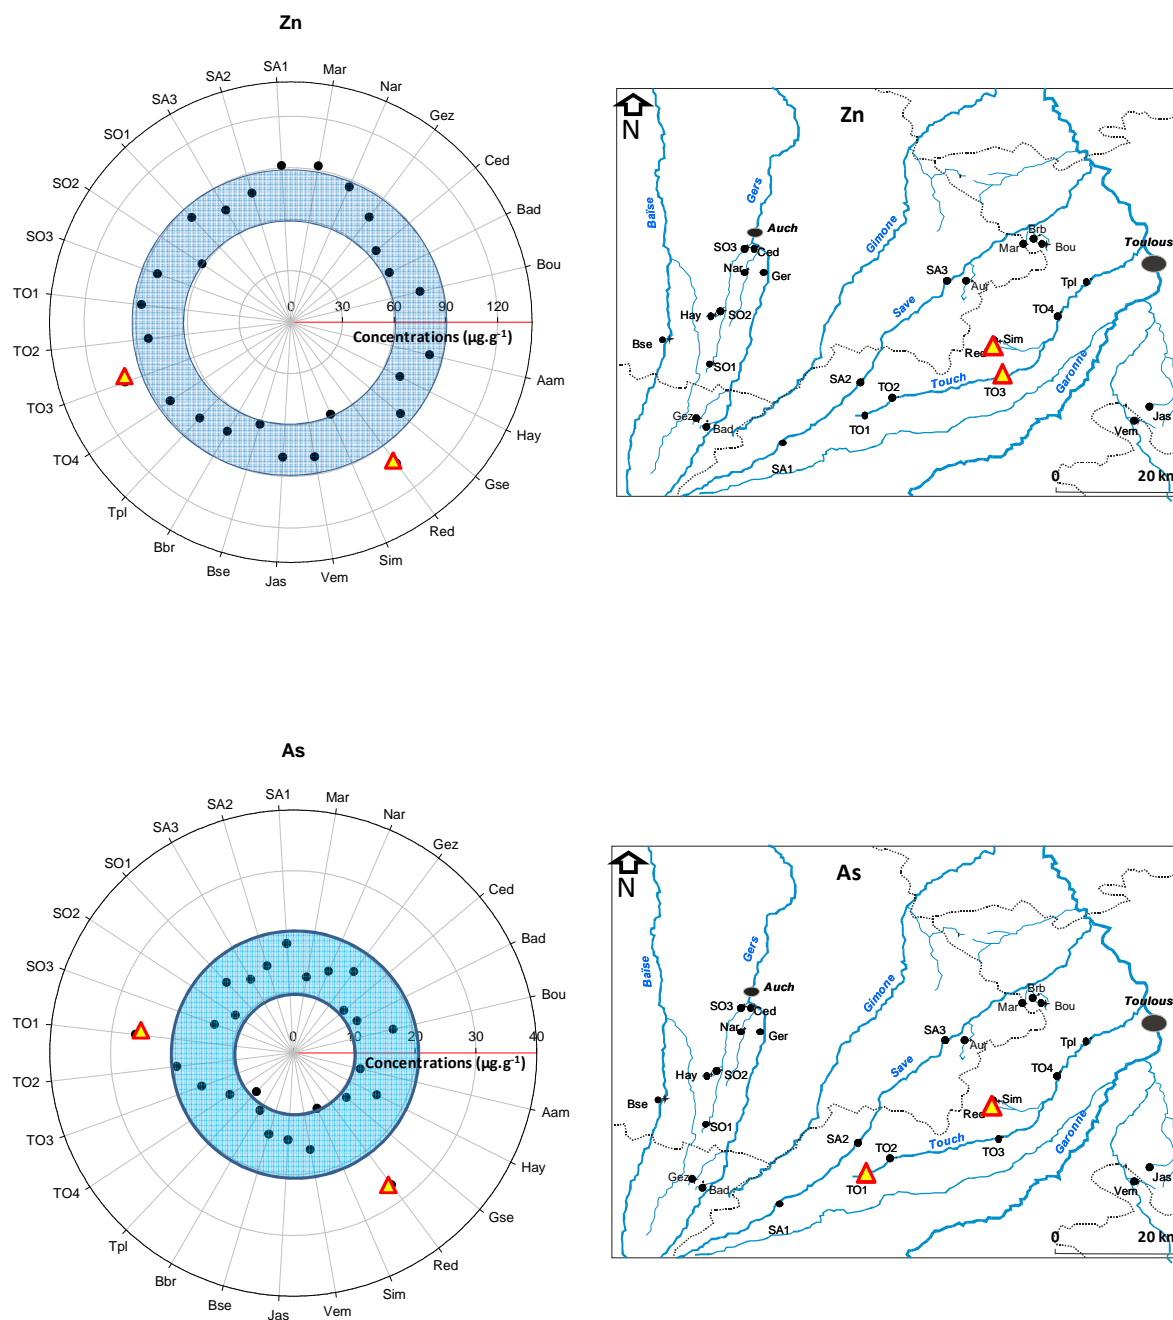 Zn
SA1
Mar
SA2
Nar
SA3
Gez
SO1
Ced
SO2
Bad
SO3
Bou
TO1
0 30 60 90 120
Concentrations (µg.g-1)
TO2
Aam
TO3
Hay
TO4
Gse
Tpl
Red
Bbr
Sim
Bse
Vem
Jas
Zn
N
Baïse
Gers
Gimone
Auch
SO3
Ced
Nar
Ger
Brb
Mar
Bou
Toulous
Tpl
SA3
Aur
Save
TO4
Hay
SO2
Bse
Sim
Red
SO1
Garonne
SA2
TO2
Touch
TO3
Gez
Bad
TO1
Jas
Vem
SA1
0 20 km
As
SA1
Mar
SA2
Nar
SA3
Gez
SO1
Ced
SO2
Bad
SO3
Bou
TO1
0 10 20 30 40
Concentrations (µg.g-1)
TO2
Aam
TO3
Hay
TO4
Gse
Tpl
Red
Bbr
Sim
Bse
Vem
Jas
As
N
Baïse
Gers
Gimone
Auch
SO3
Ced
Nar
Ger
Brb
Mar
Bou
Toulous
Tpl
SA3
Aur
Save
TO4
Hay
SO2
Bse
Sim
Red
SO1
Garonne
SA2
TO2
Touch
TO3
Gez
Bad
TO1
Jas
Vem
SA1
0 20 km